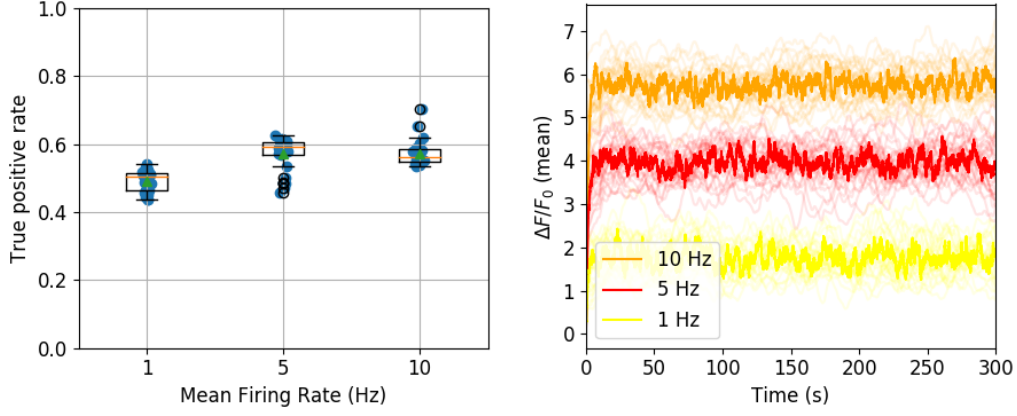 1.0
0.8
0.6
0.4
0.2
0.0
True positive rate
1 5 10
Mean Firing Rate (Hz)
7
6
5
4
3
2
1
0
ΔF/F₀ (mean)
10 Hz
5 Hz
1 Hz
0 50 100 150 200 250 300
Time (s)